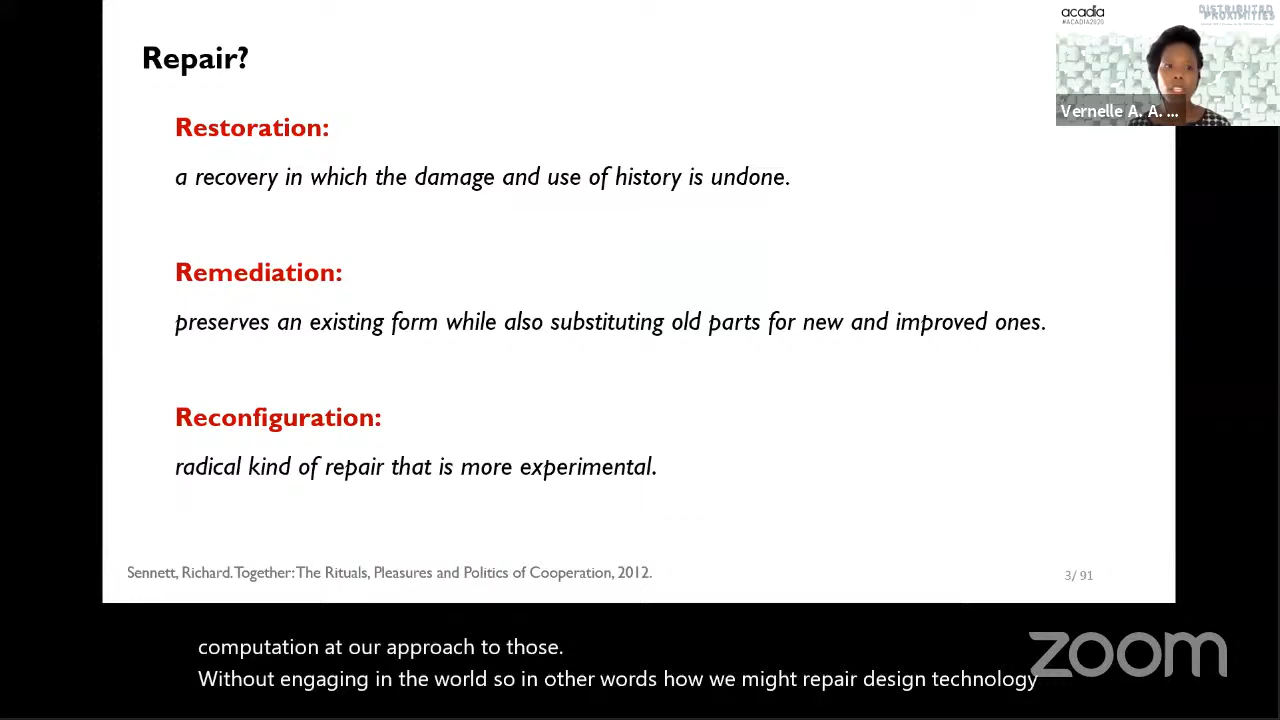 acadia
#ACADIA2020
DISTRIBUTED
PROXIMITIES
Vernelle A. A. ...
Repair?
Restoration:
a recovery in which the damage and use of history is undone.
Remediation:
preserves an existing form while also substituting old parts for new and improved ones.
Reconfiguration:
radical kind of repair that is more experimental.
Sennett, Richard. Together: The Rituals, Pleasures and Politics of Cooperation, 2012.
3/ 91
computation at our approach to those.
Without engaging in the world so in other words how we might repair design technology
zoom